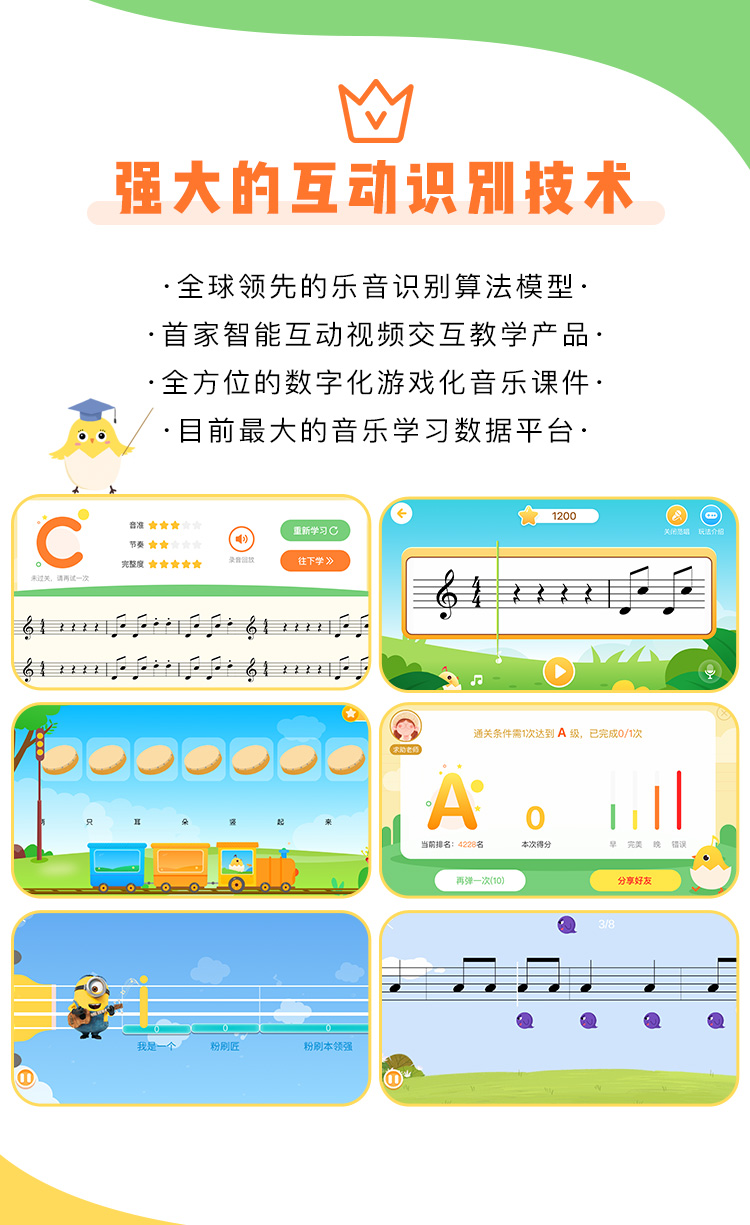 强大的互动识别技术
·全球领先的乐音识别算法模型·
·首家智能互动视频交互教学产品·
·全方位的数字化游戏化音乐课件·
·目前最大的音乐学习数据平台·
C
未过关,请再试一次
音准
节奏
完整度
录音回放
重新学习
往下学
1200
关闭范唱
玩法介绍
只 耳 朵 竖 起 来
求助老师
通关条件需1次达到 A 级,已完成0/1次
A
当前排名:4228名
0
本次得分
早 完美 晚 错误
再弹一次(10)
分享好友
0 0 0
我是一个 粉刷匠 粉刷本领强
3/8